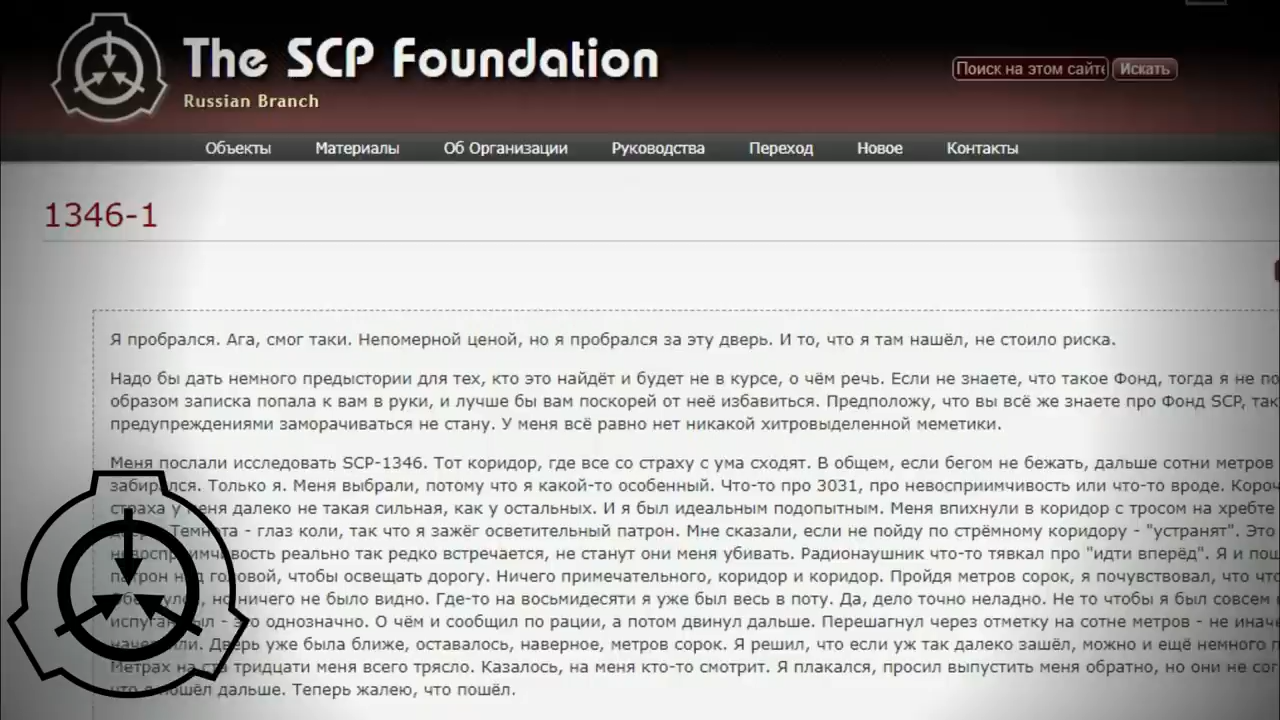 The SCP Foundation
Russian Branch
Поиск на этом сайте
Искать
Объекты Материалы Об Организации Руководства Переход Новое Контакты
1346-1
Я пробрался. Ага, смог таки. Непомерной ценой, но я пробрался за эту дверь. И то, что я там нашёл, не стоило риска.
Надо бы дать немного предыстории для тех, кто это найдёт и будет не в курсе, о чём речь. Если не знаете, что такое Фонд, тогда я не по
образом записка попала к вам в руки, и лучше бы вам поскорей от неё избавиться. Предположу, что вы всё же знаете про Фонд SCP, так
предупреждениями заморачиваться не стану. У меня всё равно нет никакой хитровыделенной меметики.
Меня послали исследовать SCP-1346. Тот коридор, где все со страху с ума сходят. В общем, если бегом не бежать, дальше сотни метров
забирался. Только я. Меня выбрали, потому что я какой-то особенный. Что-то про 3031, про невосприимчивость или что-то вроде. Короч
страха у меня далеко не такая сильная, как у остальных. И я был идеальным подопытным. Меня впихнули в коридор с тросом на хребте
Темнота - глаз коли, так что я зажёг осветительный патрон. Мне сказали, если не пойду по стрёмному коридору - "устранят". Это
невосприимчивость реально так редко встречается, не станут они меня убивать. Радионаушник что-то тявкал про "идти вперёд". Я и пош
патрон над головой, чтобы освещать дорогу. Ничего примечательного, коридор и коридор. Пройдя метров сорок, я почувствовал, что чт
но ничего не было видно. Где-то на восьмидесяти я уже был весь в поту. Да, дело точно неладно. Не то чтобы я был совсем
испуган был - это однозначно. О чём и сообщил по рации, а потом двинул дальше. Перешагнул через отметку на сотне метров - не инач
Дверь уже была ближе, оставалось, наверное, метров сорок. Я решил, что если уж так далеко зашёл, можно и ещё немного п
Метрах на ста тридцати меня всего трясло. Казалось, на меня кто-то смотрит. Я плакался, просил выпустить меня обратно, но они не сог
что я пошёл дальше. Теперь жалею, что пошёл.